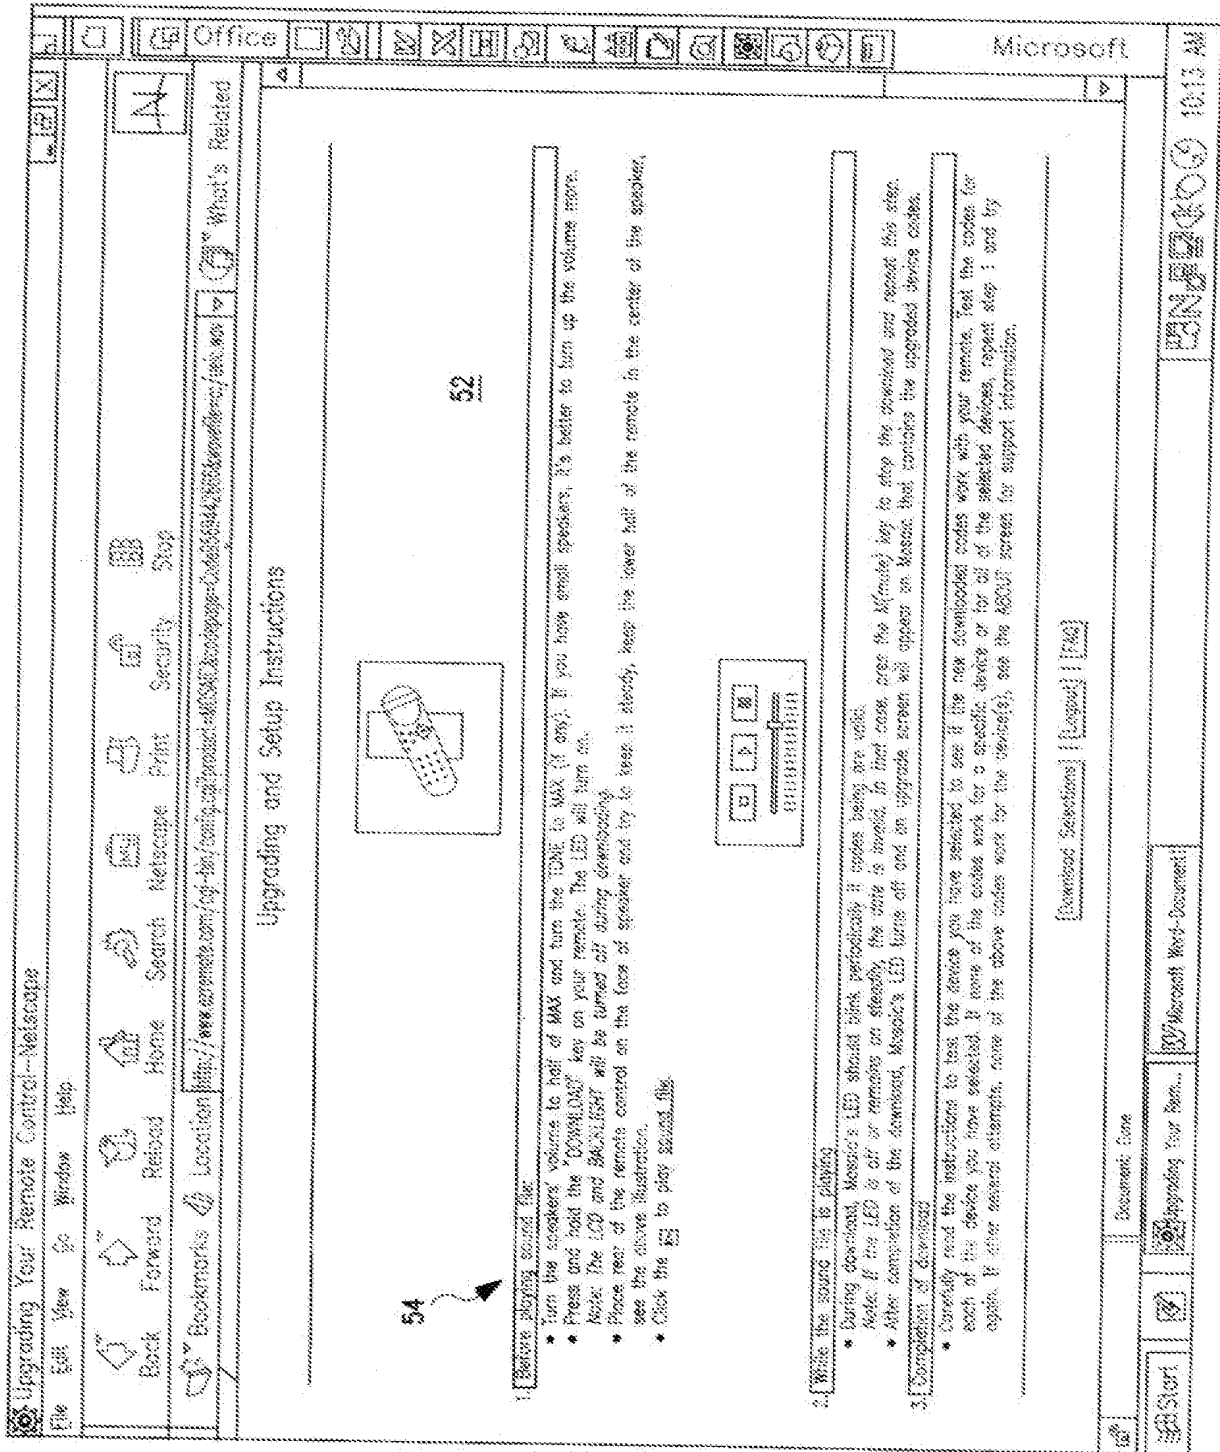 Upgrading Your Remote Control—Netscape
File Edit View Go Window Help
Back Forward Reload Home Search Netscape Print Security Stop
Bookmarks Location What's Related
Office
Microsoft
Upgrading and Setup Instructions
52
54
1. Before playing sound file:
• Turn the speakers' volume to half of MAX and turn the TONE to MAX (if any). If you have small speakers, it's better to turn up the volume more.
• Press and hold the "DOWNLOAD" key on your remote. The LED will turn on.
Note: The LCD and BACKLIGHT will be turned off during downloading.
• Place rear of the remote control on the face of speaker and try to keep it steady, keep the lower half of the remote in the center of the speaker,
see the above illustration.
• Click the to play sound file.
2. While the sound file is playing
• During download, Mosaic's LED should blink periodically if codes being are valid.
Note: If the LED is off or remains on steadily, the data is invalid. In that case, press the M(mute) key to stop the download and repeat this step.
• After completion of the download, Mosaic's LED turns off and an upgrade screen will appear on Mosaic that contains the upgraded device codes.
3. Completion of download
• Carefully read the instructions to test the device you have selected to see if the new downloaded codes work with your remote. Test the codes for
each of the device you have selected. If none of the codes work for a specific device or for all of the selected devices, repeat step 1 and try
again. If after several attempts, none of the above codes work for the device(s), see the ABOUT screen for support information.
[Download Selections] | [Logout] | [FAQ]
Document: Done
Start Upgrading Your Rem... Microsoft Word-Document1 10:13 AM